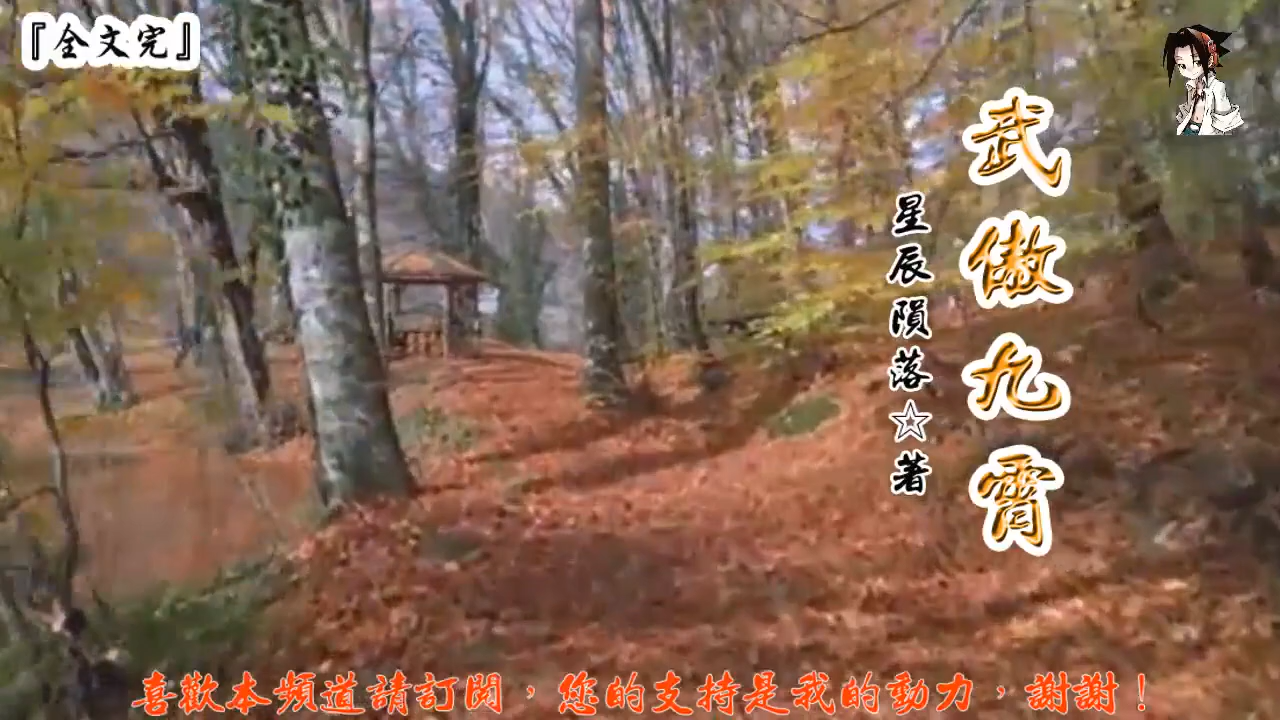 『全文完』
武傲九霄
星辰隕落☆著
喜歡本頻道請訂閱，您的支持是我的動力，謝謝！